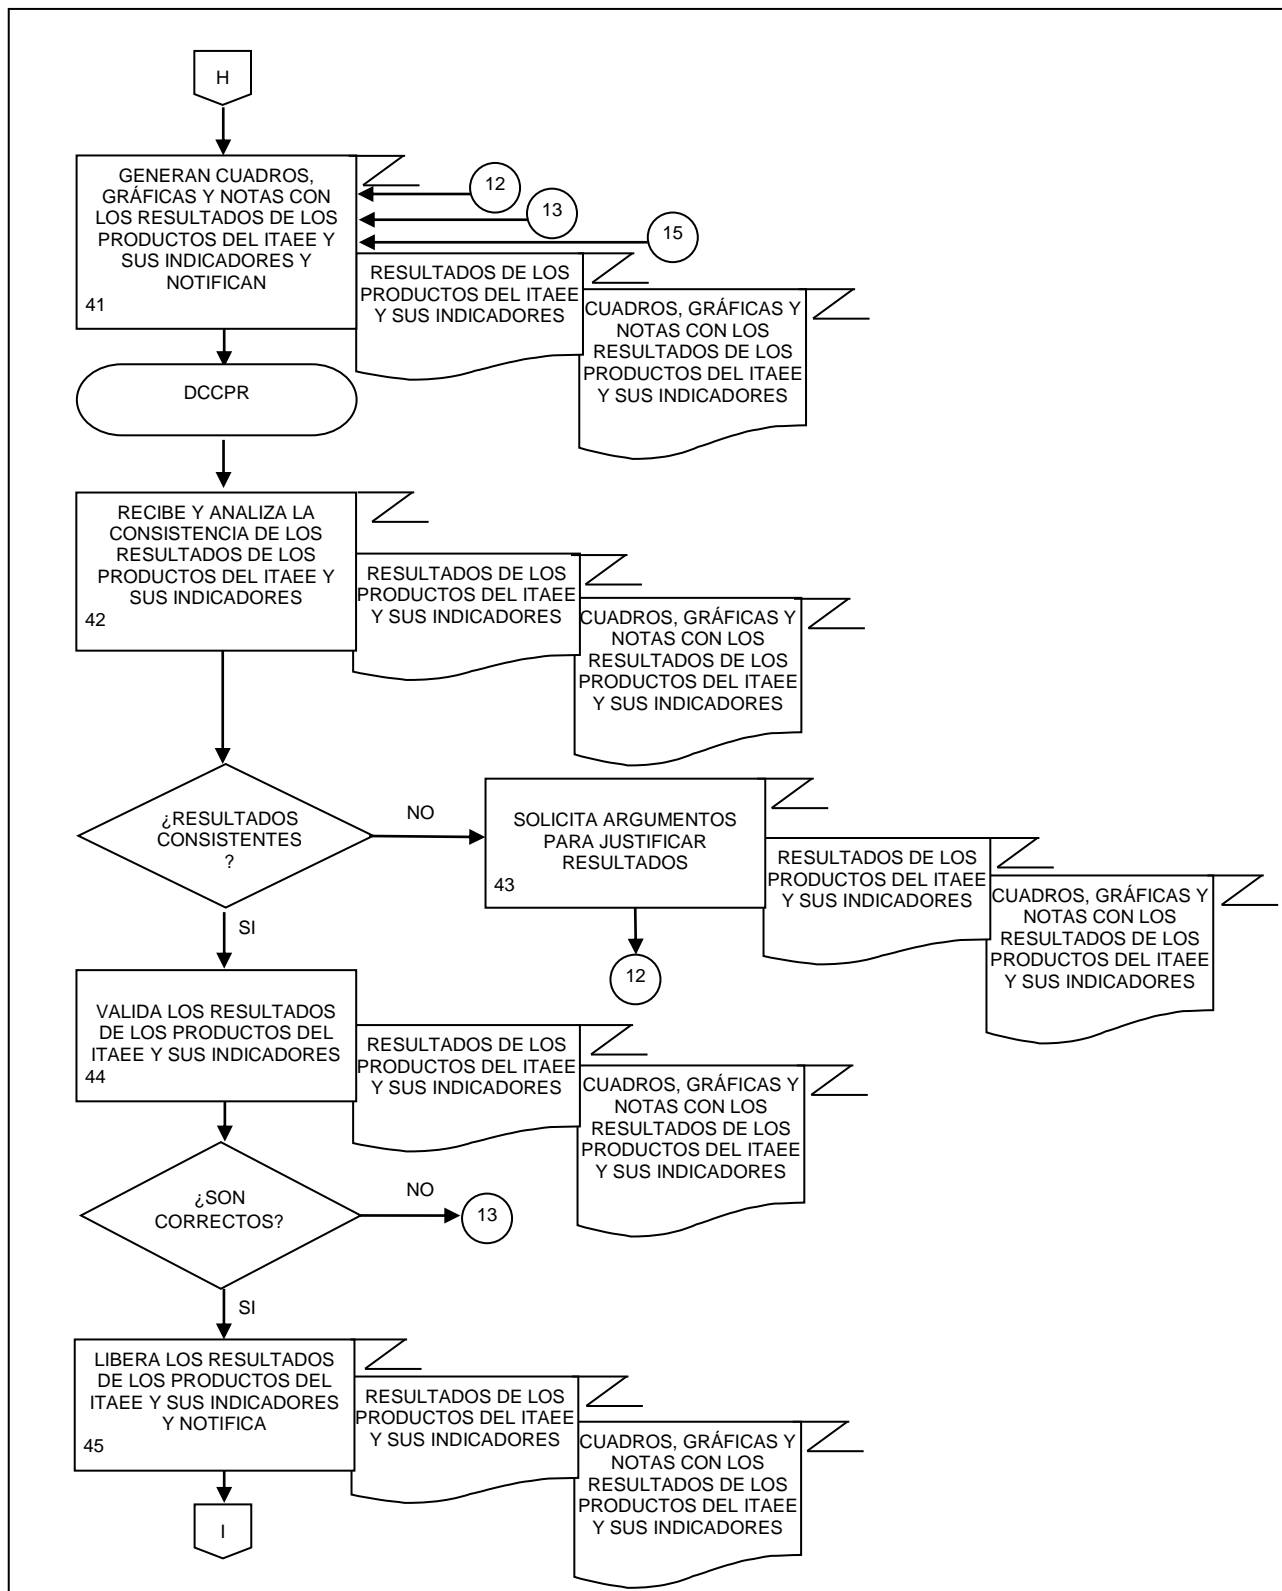 H
GENERAN CUADROS,
GRÁFICAS Y NOTAS CON
LOS RESULTADOS DE LOS
PRODUCTOS DEL ITAEE Y
SUS INDICADORES Y
NOTIFICAN
41
12
13
15
RESULTADOS DE LOS
PRODUCTOS DEL ITAEE
Y SUS INDICADORES
CUADROS, GRÁFICAS Y
NOTAS CON LOS
RESULTADOS DE LOS
PRODUCTOS DEL ITAEE
Y SUS INDICADORES
DCCPR
RECIBE Y ANALIZA LA
CONSISTENCIA DE LOS
RESULTADOS DE LOS
PRODUCTOS DEL ITAEE Y
SUS INDICADORES
42
RESULTADOS DE LOS
PRODUCTOS DEL ITAEE
Y SUS INDICADORES
CUADROS, GRÁFICAS Y
NOTAS CON LOS
RESULTADOS DE LOS
PRODUCTOS DEL ITAEE
Y SUS INDICADORES
¿RESULTADOS
CONSISTENTES
?
NO
SOLICITA ARGUMENTOS
PARA JUSTIFICAR
RESULTADOS
43
RESULTADOS DE LOS
PRODUCTOS DEL ITAEE
Y SUS INDICADORES
CUADROS, GRÁFICAS Y
NOTAS CON LOS
RESULTADOS DE LOS
PRODUCTOS DEL ITAEE
Y SUS INDICADORES
12
SI
VALIDA LOS RESULTADOS
DE LOS PRODUCTOS DEL
ITAEE Y SUS INDICADORES
44
RESULTADOS DE LOS
PRODUCTOS DEL ITAEE
Y SUS INDICADORES
CUADROS, GRÁFICAS Y
NOTAS CON LOS
RESULTADOS DE LOS
PRODUCTOS DEL ITAEE
Y SUS INDICADORES
¿SON
CORRECTOS?
NO
13
SI
LIBERA LOS RESULTADOS
DE LOS PRODUCTOS DEL
ITAEE Y SUS INDICADORES
Y NOTIFICA
45
RESULTADOS DE LOS
PRODUCTOS DEL ITAEE
Y SUS INDICADORES
CUADROS, GRÁFICAS Y
NOTAS CON LOS
RESULTADOS DE LOS
PRODUCTOS DEL ITAEE
Y SUS INDICADORES
I